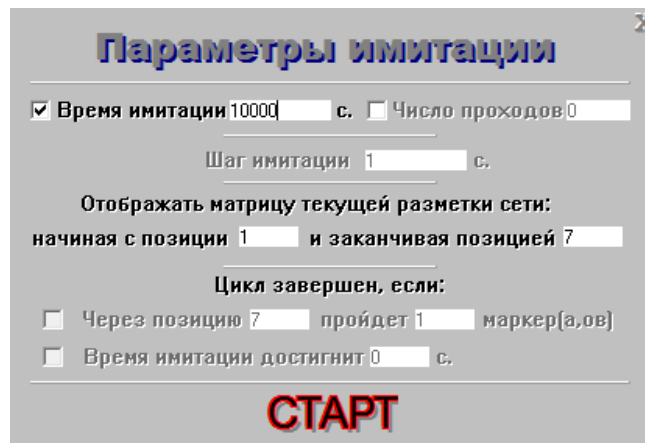 Параметры имитации
Время имитации 10000 с. Число проходов 0
Шаг имитации 1 с.
Отображать матрицу текущей разметки сети:
начиная с позиции 1 и заканчивая позицией 7
Цикл завершен, если:
Через позицию 7 пройдет 1 маркер(а,ов)
Время имитации достигнит 0 с.
СТАРТ